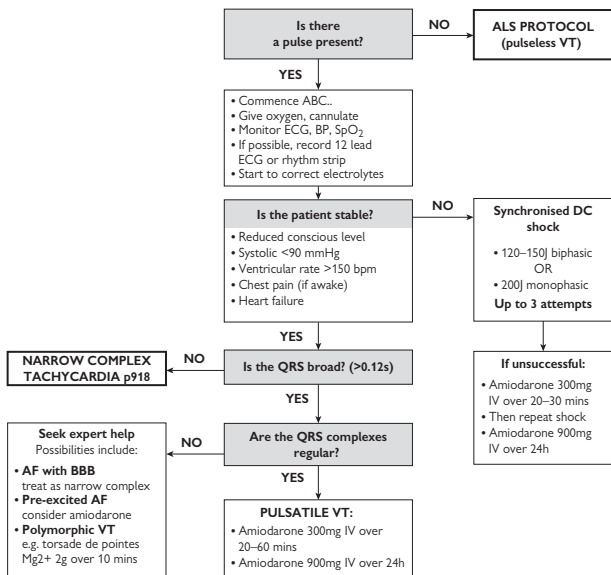 Is there
a pulse present?
NO
ALS PROTOCOL
(pulseless VT)
YES
• Commence ABC..
• Give oxygen, cannulate
• Monitor ECG, BP, SpO₂
• If possible, record 12 lead
ECG or rhythm strip
• Start to correct electrolytes
Is the patient stable?
• Reduced conscious level
• Systolic <90 mmHg
• Ventricular rate >150 bpm
• Chest pain (if awake)
• Heart failure
NO
Synchronised DC
shock
• 120–150J biphasic
OR
• 200J monophasic
Up to 3 attempts
YES
NARROW COMPLEX
TACHYCARDIA p918
NO
Is the QRS broad? (>0.12s)
If unsuccessful:
• Amiodarone 300mg
IV over 20–30 mins
• Then repeat shock
• Amiodarone 900mg
IV over 24h
YES
Are the QRS complexes
regular?
NO
Seek expert help
Possibilities include:
• AF with BBB
treat as narrow complex
• Pre-excited AF
consider amiodarone
• Polymorphic VT
e.g. torsade de pointes
Mg2+ 2g over 10 mins
YES
PULSATILE VT:
• Amiodarone 300mg IV over
20–60 mins
• Amiodarone 900mg IV over 24h